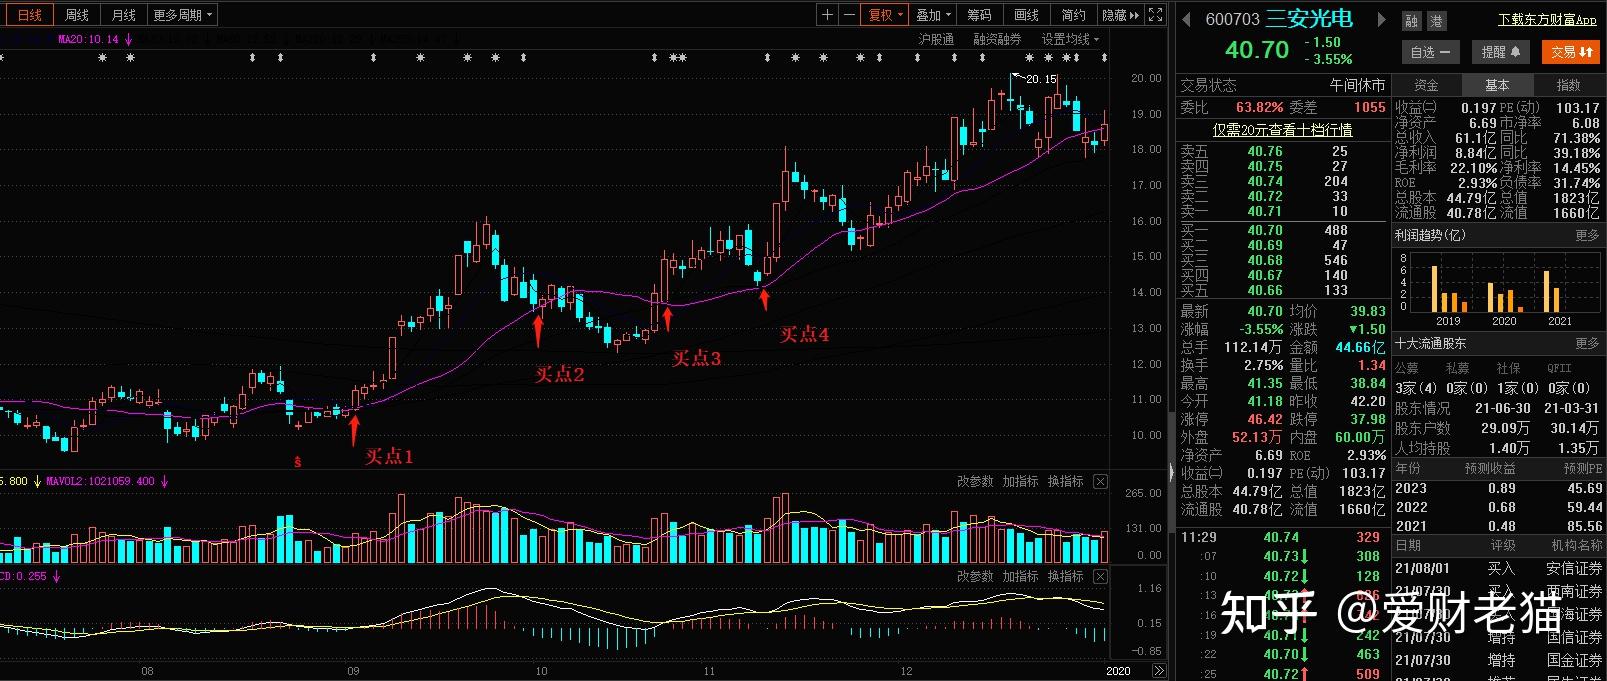 日线 周线 月线 更多周期
复权 叠加 筹码 画线 简约 隐藏
MA20:10.14
沪股通 融资融券 设置均线
20.15
20.00
19.00
18.00
17.00
16.00
15.00
14.00
13.00
12.00
11.00
10.00
买点1
买点2
买点3
买点4
S
5.800 MAVOL2:1021059.400
改参数 加指标 换指标
265.00
131.00
0.00
CD:0.255
改参数 加指标 换指标
1.16
0.15
-0.85
08 09 10 11 12 2020
600703 三安光电 融 港 下载东方财富App
40.70 -1.50 -3.55%
自选 提醒 交易
交易状态 午间休市
委比 63.82% 委差 1055
仅需20元查看十档行情
卖五 40.76 25
卖四 40.75 27
卖三 40.74 204
卖二 40.72 33
卖一 40.71 10
买一 40.70 488
买二 40.69 47
买三 40.68 546
买四 40.67 140
买五 40.66 133
最新 40.70 均价 39.83
涨幅 -3.55% 涨跌 ▼1.50
总手 112.14万 金额 44.66亿
换手 2.75% 量比 1.34
最高 41.35 最低 38.84
今开 41.18 昨收 42.20
涨停 46.42 跌停 37.98
外盘 52.13万 内盘 60.00万
净资产 6.69 ROE 2.93%
收益㈡ 0.197 PE(动) 103.17
总股本 44.79亿 总值 1823亿
流通股 40.78亿 流值 1660亿
11:29 40.74 329
:07 40.73 308
:10 40.72 128
:13
:16
:19 40.71 242
:22 40.70 463
:25 40.72 509
资金 基本 指数
收益㈡ 0.197 PE(动) 103.17
净资产 6.69 市净率 6.08
总收入 61.1亿 同比 71.38%
净利润 8.84亿 同比 39.18%
毛利率 22.10% 净利率 14.45%
ROE 2.93% 负债率 31.74%
总股本 44.79亿 总值 1823亿
流通股 40.78亿 流值 1660亿
利润趋势(亿) 更多
8
6
4
2
0
2019 2020 2021
十大流通股东 更多
公募 私募 社保 QFII
3家(4) 0家(0) 1家(0) 0家(0)
股东情况 21-06-30 21-03-31
股东户数 29.09万 30.14万
人均持股 1.40万 1.35万
年份 预测收益 预测PE
2023 0.89 45.69
2022 0.68 59.44
2021 0.48 85.56
日期 评级 机构名称
21/08/01 买入 安信证券
21/07/30 买入 西南证券
21/07/30 增持 国信证券
21/07/30 增持 国金证券
知乎 @爱财老猫